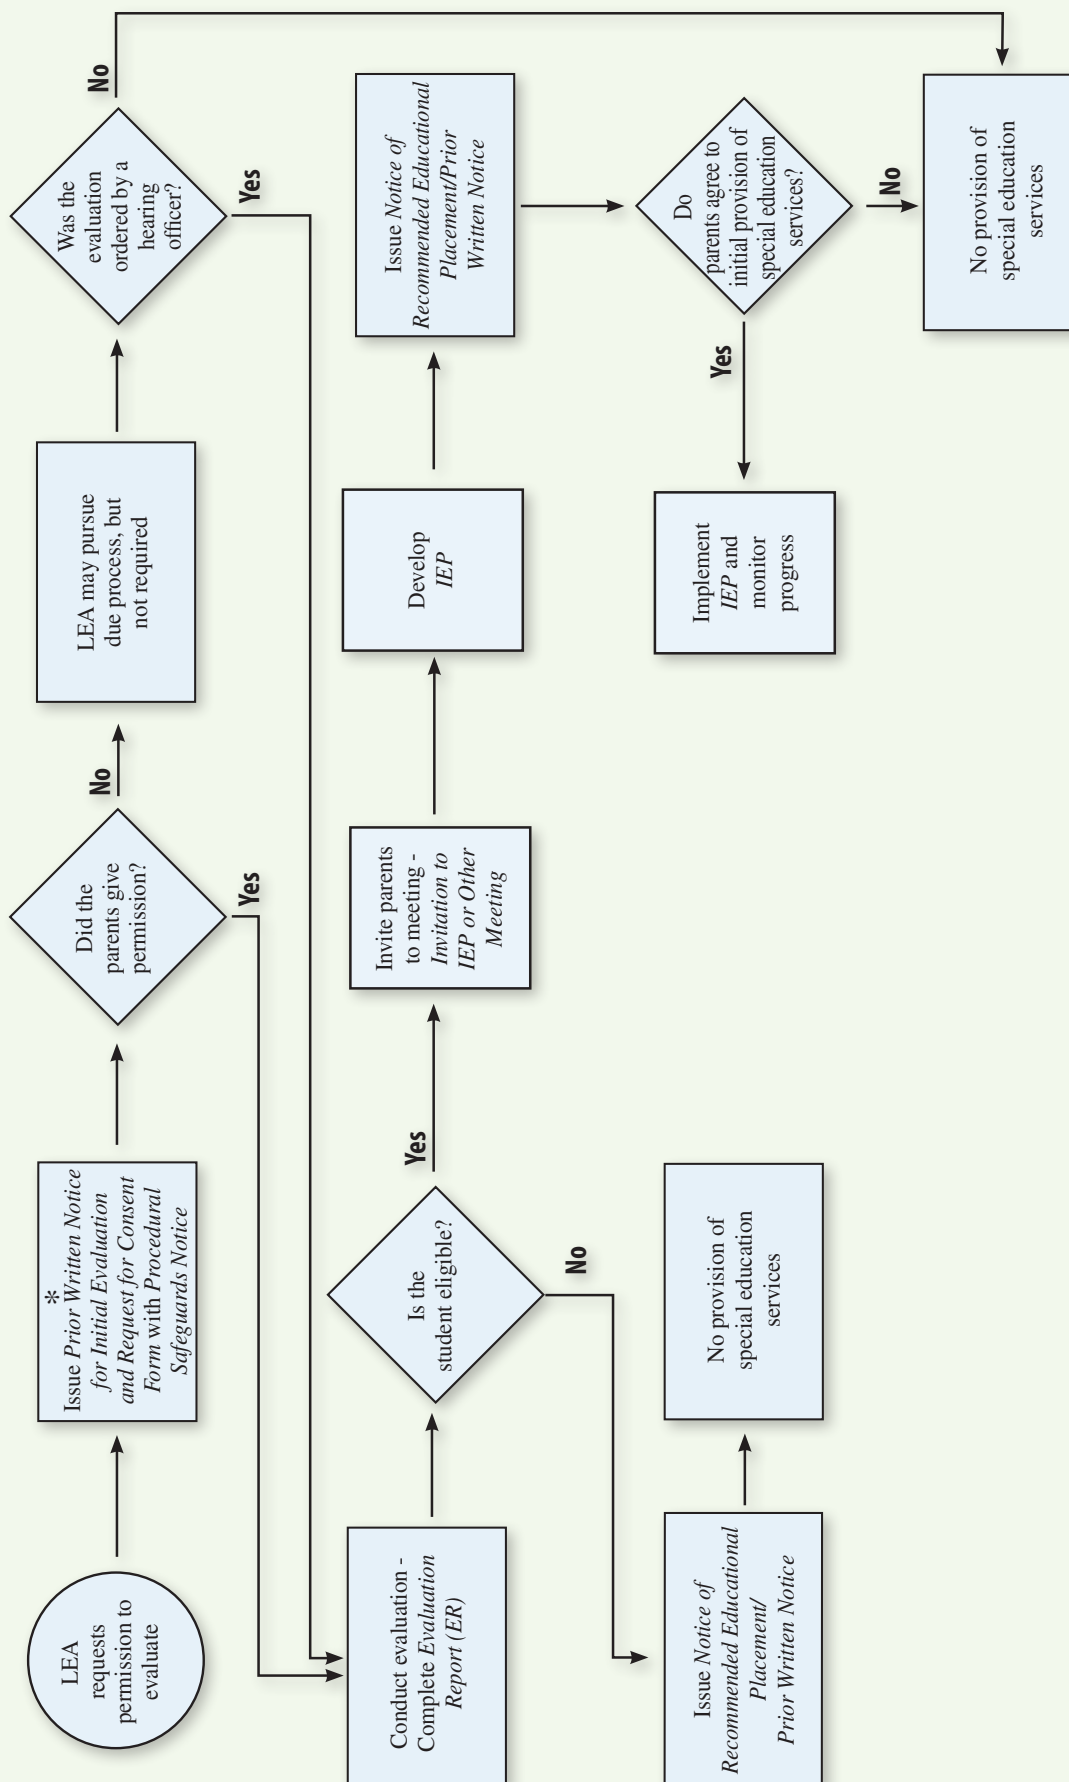 LEA
requests
permission to
evaluate
*
Issue Prior Written Notice
for Initial Evaluation
and Request for Consent
Form with Procedural
Safeguards Notice
Did the
parents give
permission?
No
Yes
LEA may pursue
due process, but
not required
Was the
evaluation
ordered by a
hearing
officer?
No
Yes
Conduct evaluation -
Complete Evaluation
Report (ER)
Is the
student eligible?
Yes
No
Invite parents
to meeting -
Invitation to
IEP or Other
Meeting
Develop
IEP
Issue Notice of
Recommended Educational
Placement/Prior
Written Notice
Issue Notice of
Recommended Educational
Placement/
Prior Written Notice
No provision of
special education
services
Implement
IEP and
monitor
progress
Yes
Do
parents agree to
initial provision of
special education
services?
No
No provision of
special education
services